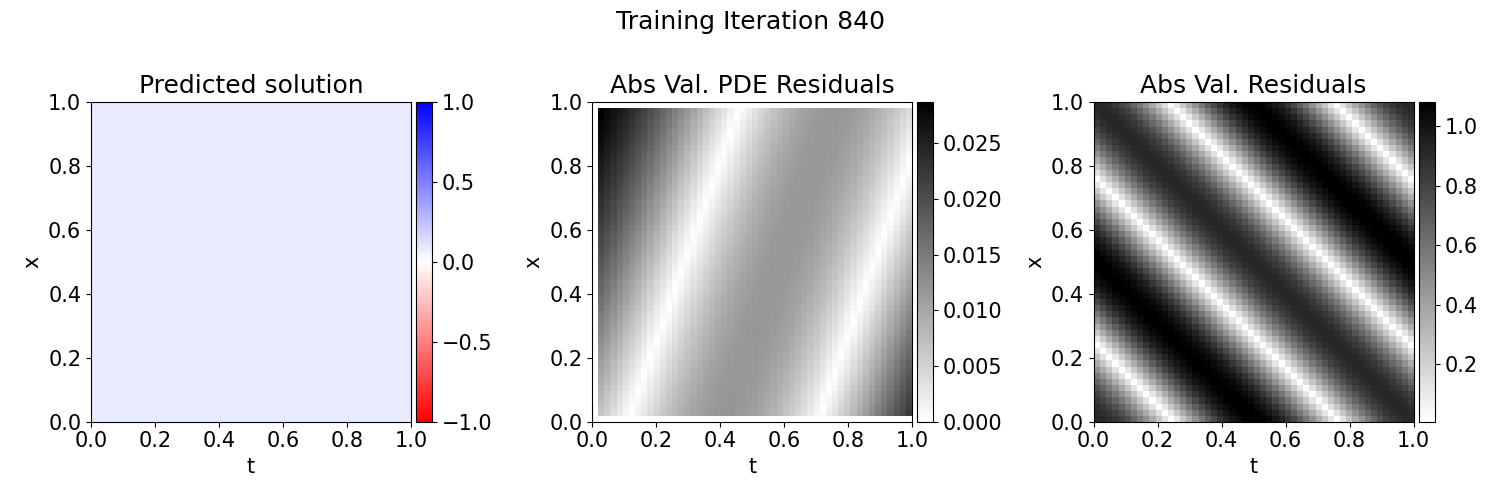 Training Iteration 840
Predicted solution
Abs Val. PDE Residuals
Abs Val. Residuals
1.0
0.8
0.6
0.4
0.2
0.0
x
0.0 0.2 0.4 0.6 0.8 1.0
t
1.0
0.5
0.0
−0.5
−1.0
1.0
0.8
0.6
0.4
0.2
0.0
x
0.0 0.2 0.4 0.6 0.8 1.0
t
0.025
0.020
0.015
0.010
0.005
0.000
1.0
0.8
0.6
0.4
0.2
0.0
x
0.0 0.2 0.4 0.6 0.8 1.0
t
1.0
0.8
0.6
0.4
0.2